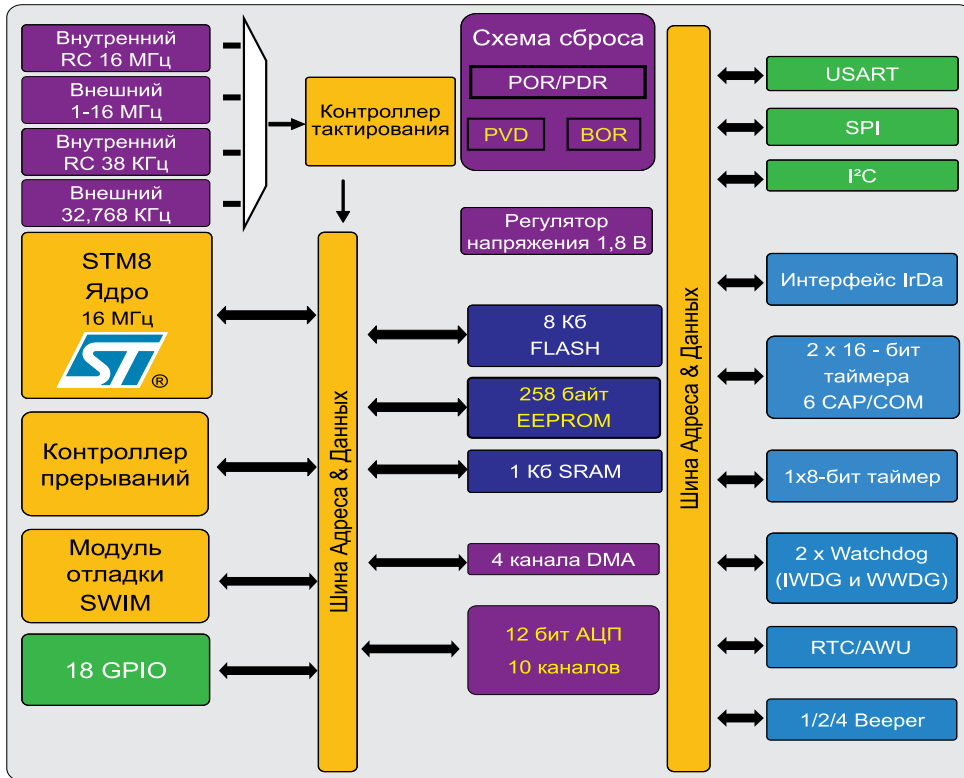 Внутренний
RC 16 МГц
Внешний
1-16 МГц
Внутренний
RC 38 КГц
Внешний
32,768 КГц
Контроллер
тактирования
Схема сброса
POR/PDR
PVD
BOR
Регулятор
напряжения 1,8 В
STM8
Ядро
16 МГц
ST®
Контроллер
прерываний
Модуль
отладки
SWIM
18 GPIO
Шина Адреса & Данных
8 Кб
FLASH
258 байт
EEPROM
1 Кб SRAM
4 канала DMA
12 бит АЦП
10 каналов
Шина Адреса & Данных
USART
SPI
I²C
Интерфейс IrDa
2 x 16 - бит
таймера
6 CAP/COM
1x8-бит таймер
2 x Watchdog
(IWDG и WWDG)
RTC/AWU
1/2/4 Beeper